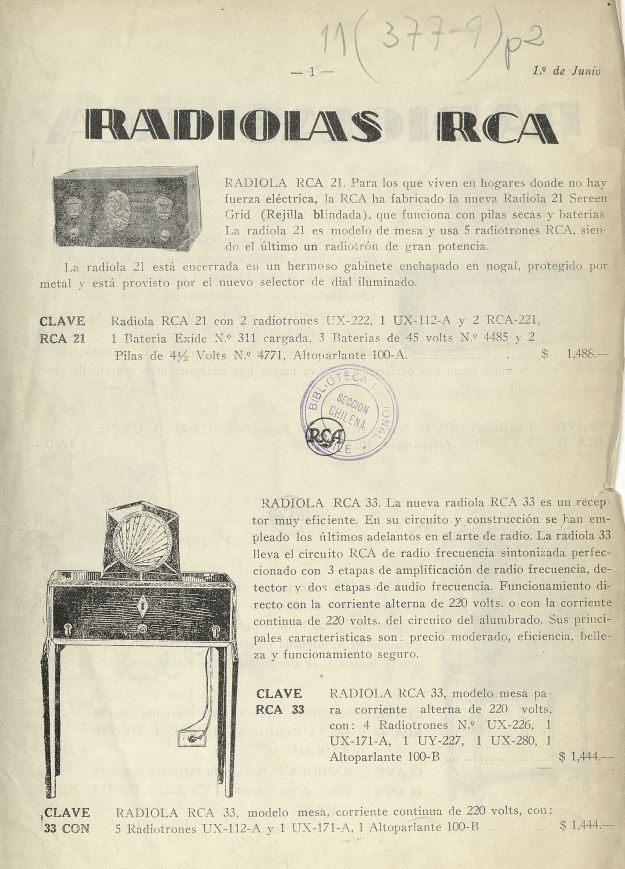 11(377-9)p2
— 1 —
1.º de Junio
RADIOLAS RCA
RADIOLA RCA 21. Para los que viven en hogares donde no hay
fuerza eléctrica, la RCA ha fabricado la nueva Radiola 21 Sereen
Grid (Rejilla blindada), que funciona con pilas secas y baterías
La radiola 21 es modelo de mesa y usa 5 radiotrones RCA, sien-
do el último un radiotrón de gran potencia.
La radiola 21 está encerrada en un hermoso gabinete enchapado en nogal, protegido por
metal y está provisto por el nuevo selector de dial iluminado.
CLAVE Radiola RCA 21 con 2 radiotrones UX-222, 1 UX-112-A y 2 RCA-221,
RCA 21 1 Batería Exide N.º 311 cargada, 3 Baterías de 45 volts N.º 4485 y 2
Pilas de 4½ Volts N.º 4771, Altoparlante 100-A. $ 1,488.—
BIBLIOTECA NACIONAL
SECCIÓN
CHILENA
RCA
RADIOLA RCA 33. La nueva radiola RCA 33 es un recep-
tor muy eficiente. En su circuito y construcción se han em-
pleado los últimos adelantos en el arte de radio. La radiola 33
lleva el circuito RCA de radio frecuencia sintonizada perfec-
cionado con 3 etapas de amplificación de radio frecuencia, de-
tector y dos etapas de audio frecuencia. Funcionamiento di-
recto con la corriente alterna de 220 volts. o con la corriente
continua de 220 volts. del circuito del alumbrado. Sus princi-
pales características son: precio moderado, eficiencia, belle-
za y funcionamiento seguro.
CLAVE RADIOLA RCA 33, modelo mesa pa-
RCA 33 ra corriente alterna de 220 volts,
con: 4 Radiotrones N.º UX-226, 1
UX-171-A, 1 UY-227, 1 UX-280, 1
Altoparlante 100-B $ 1,444.—
CLAVE RADIOLA RCA 33, modelo mesa, corriente continua de 220 volts, con:
33 CON 5 Radiotrones UX-112-A y 1 UX-171-A, 1 Altoparlante 100-B $ 1,444.—